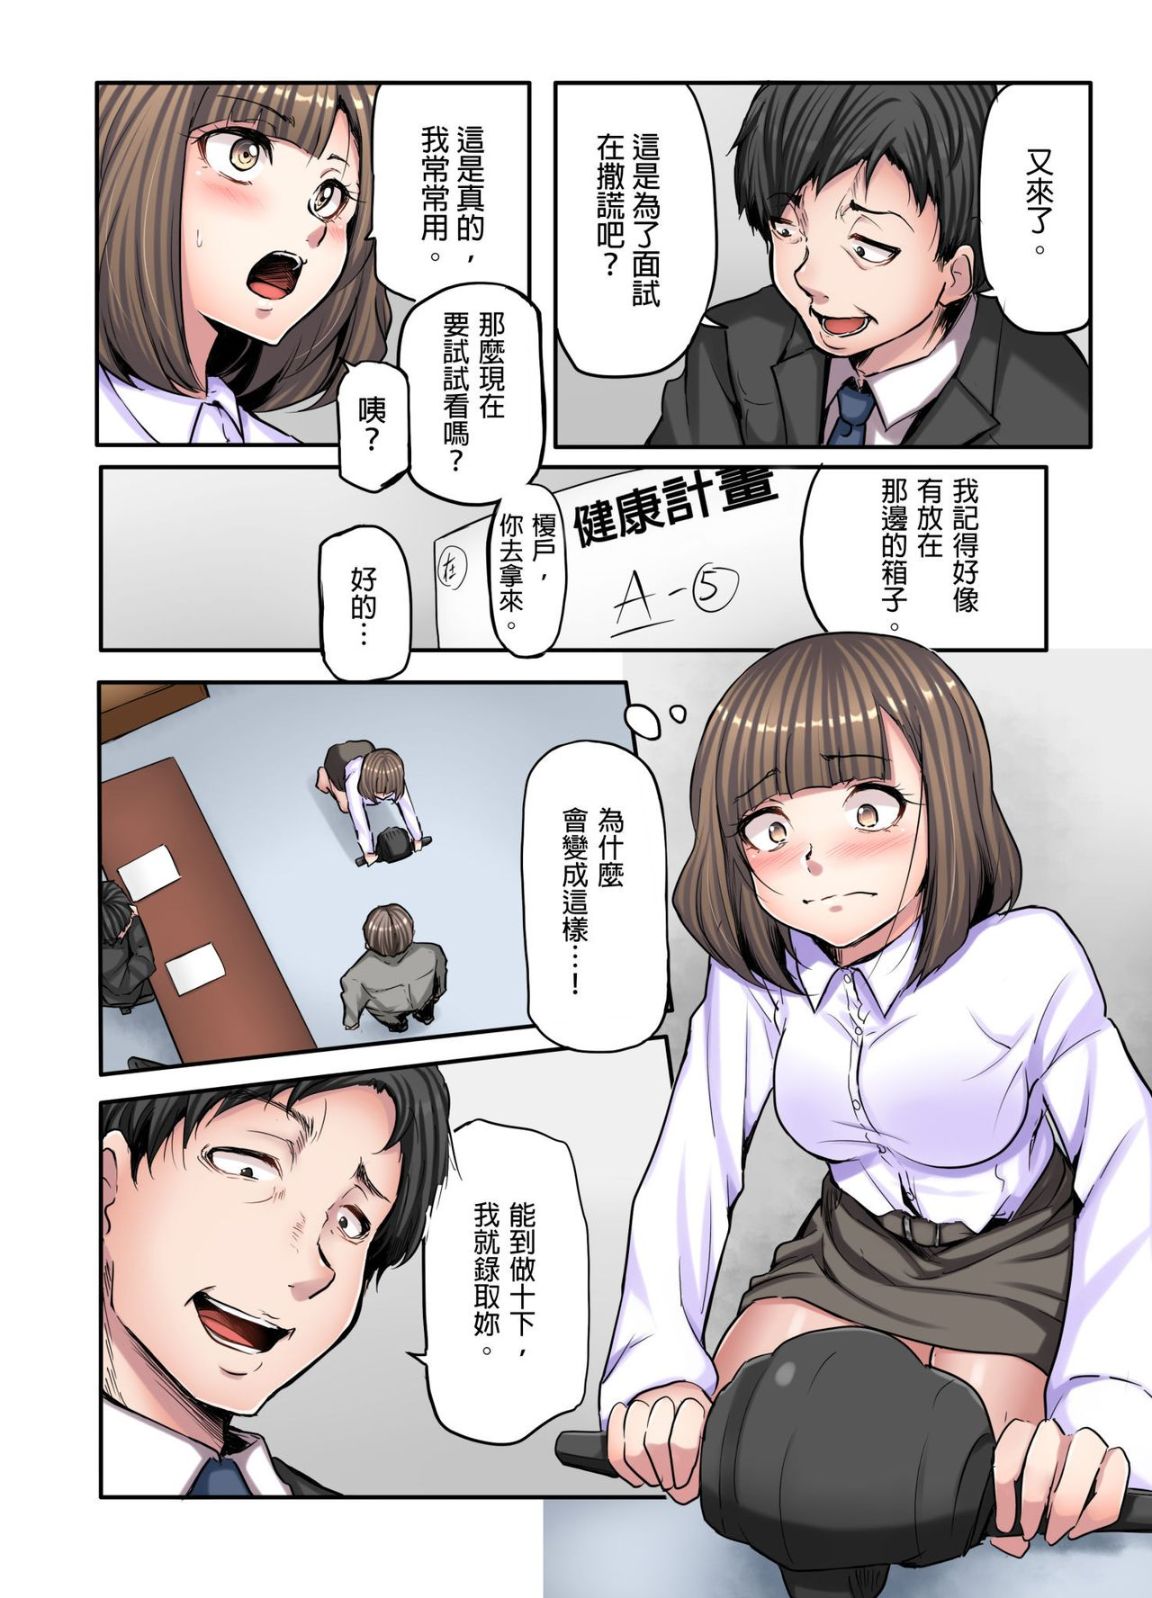 又來了。
這是為了面試
在撒謊吧？
這是真的，
我常常用。
那麼現在
要試試看嗎？
咦？
我記得好像
有放在
那邊的箱子。
健康計畫
A-⑤
在
榎戶，
你去拿來。
好的…
為什麼
會變成這樣…！
能到做十下，
我就錄取妳。